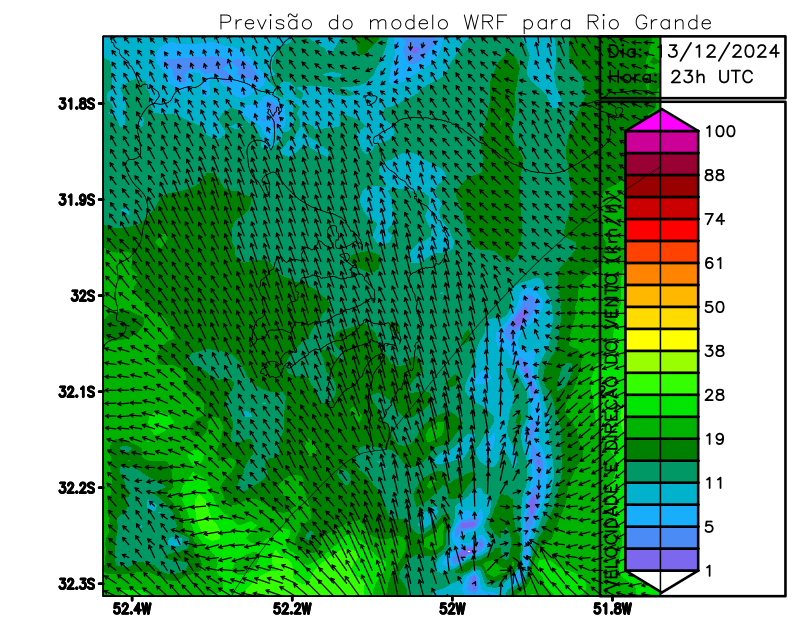 Previsão do modelo WRF para Rio Grande
Dia: 13/12/2024
Hora: 23h UTC
31.8S
31.9S
32S
32.1S
32.2S
32.3S
52.4W
52.2W
52W
51.8W
VELOCIDADE E DIREÇÃO DO VENTO (km/h)
100
88
74
61
50
38
28
19
11
5
1